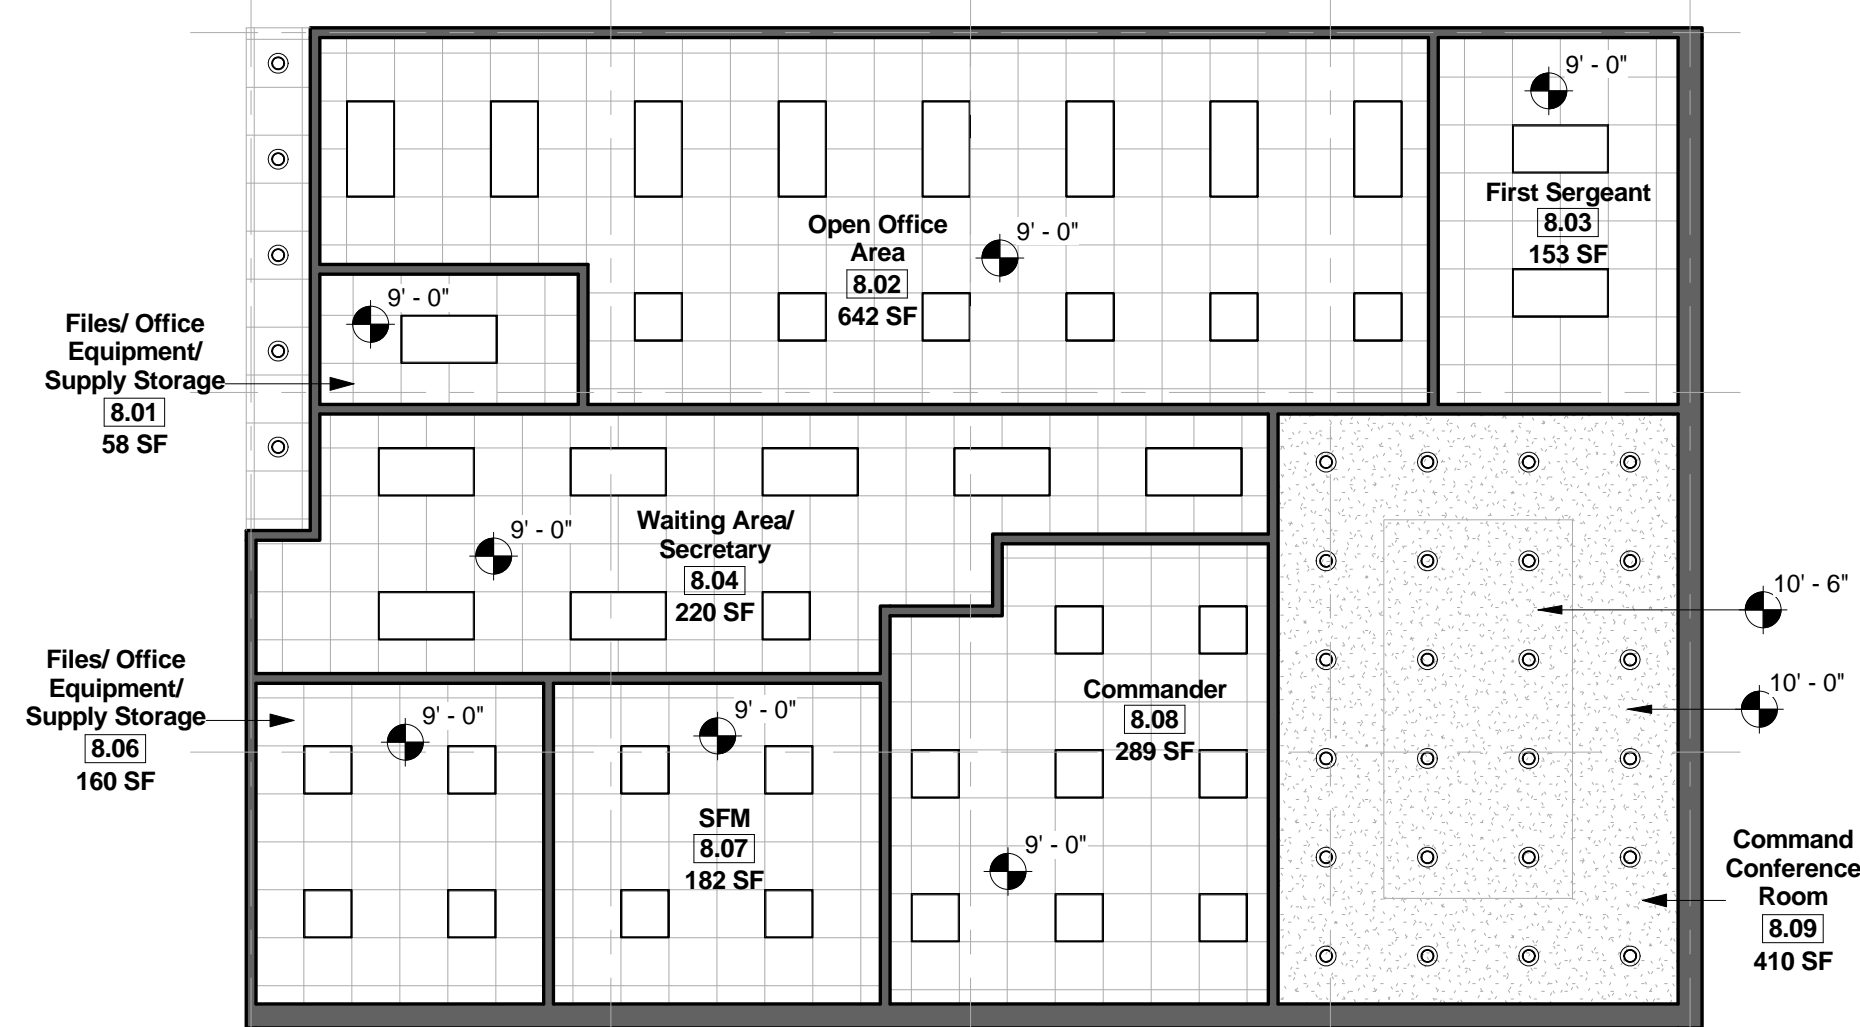 9' - 0"
First Sergeant
8.03
153 SF
Open Office
Area
8.02
642 SF
9' - 0"
9' - 0"
Files/ Office
Equipment/
Supply Storage
8.01
58 SF
9' - 0"
Waiting Area/
Secretary
8.04
220 SF
10' - 6"
10' - 0"
Files/ Office
Equipment/
Supply Storage
8.06
160 SF
9' - 0"
9' - 0"
SFM
8.07
182 SF
Commander
8.08
289 SF
9' - 0"
Command
Conference
Room
8.09
410 SF